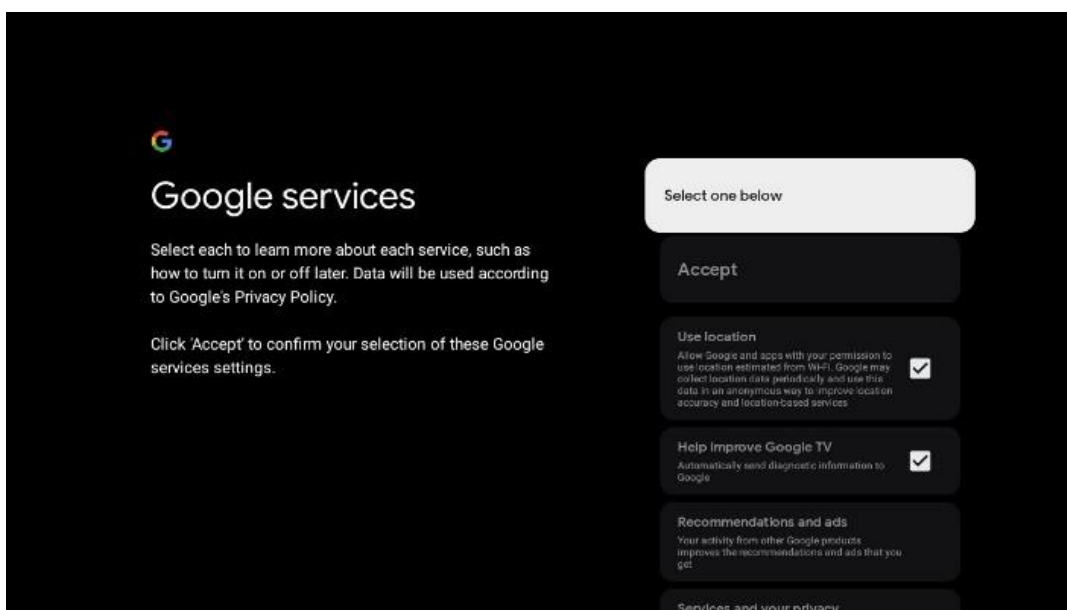 Google services
Select each to learn more about each service, such as
how to turn it on or off later. Data will be used according
to Google's Privacy Policy.
Click 'Accept' to confirm your selection of these Google
services settings.
Select one below
Accept
Use location
Allow Google and apps with your permission to
use location estimated from Wi-Fi. Google may
collect location data periodically and use this
data in an anonymous way to improve location
accuracy and location-based services
Help improve Google TV
Automatically send diagnostic information to
Google
Recommendations and ads
Your activity from other Google products
improves the recommendations and ads that you
get
Services and your privacy